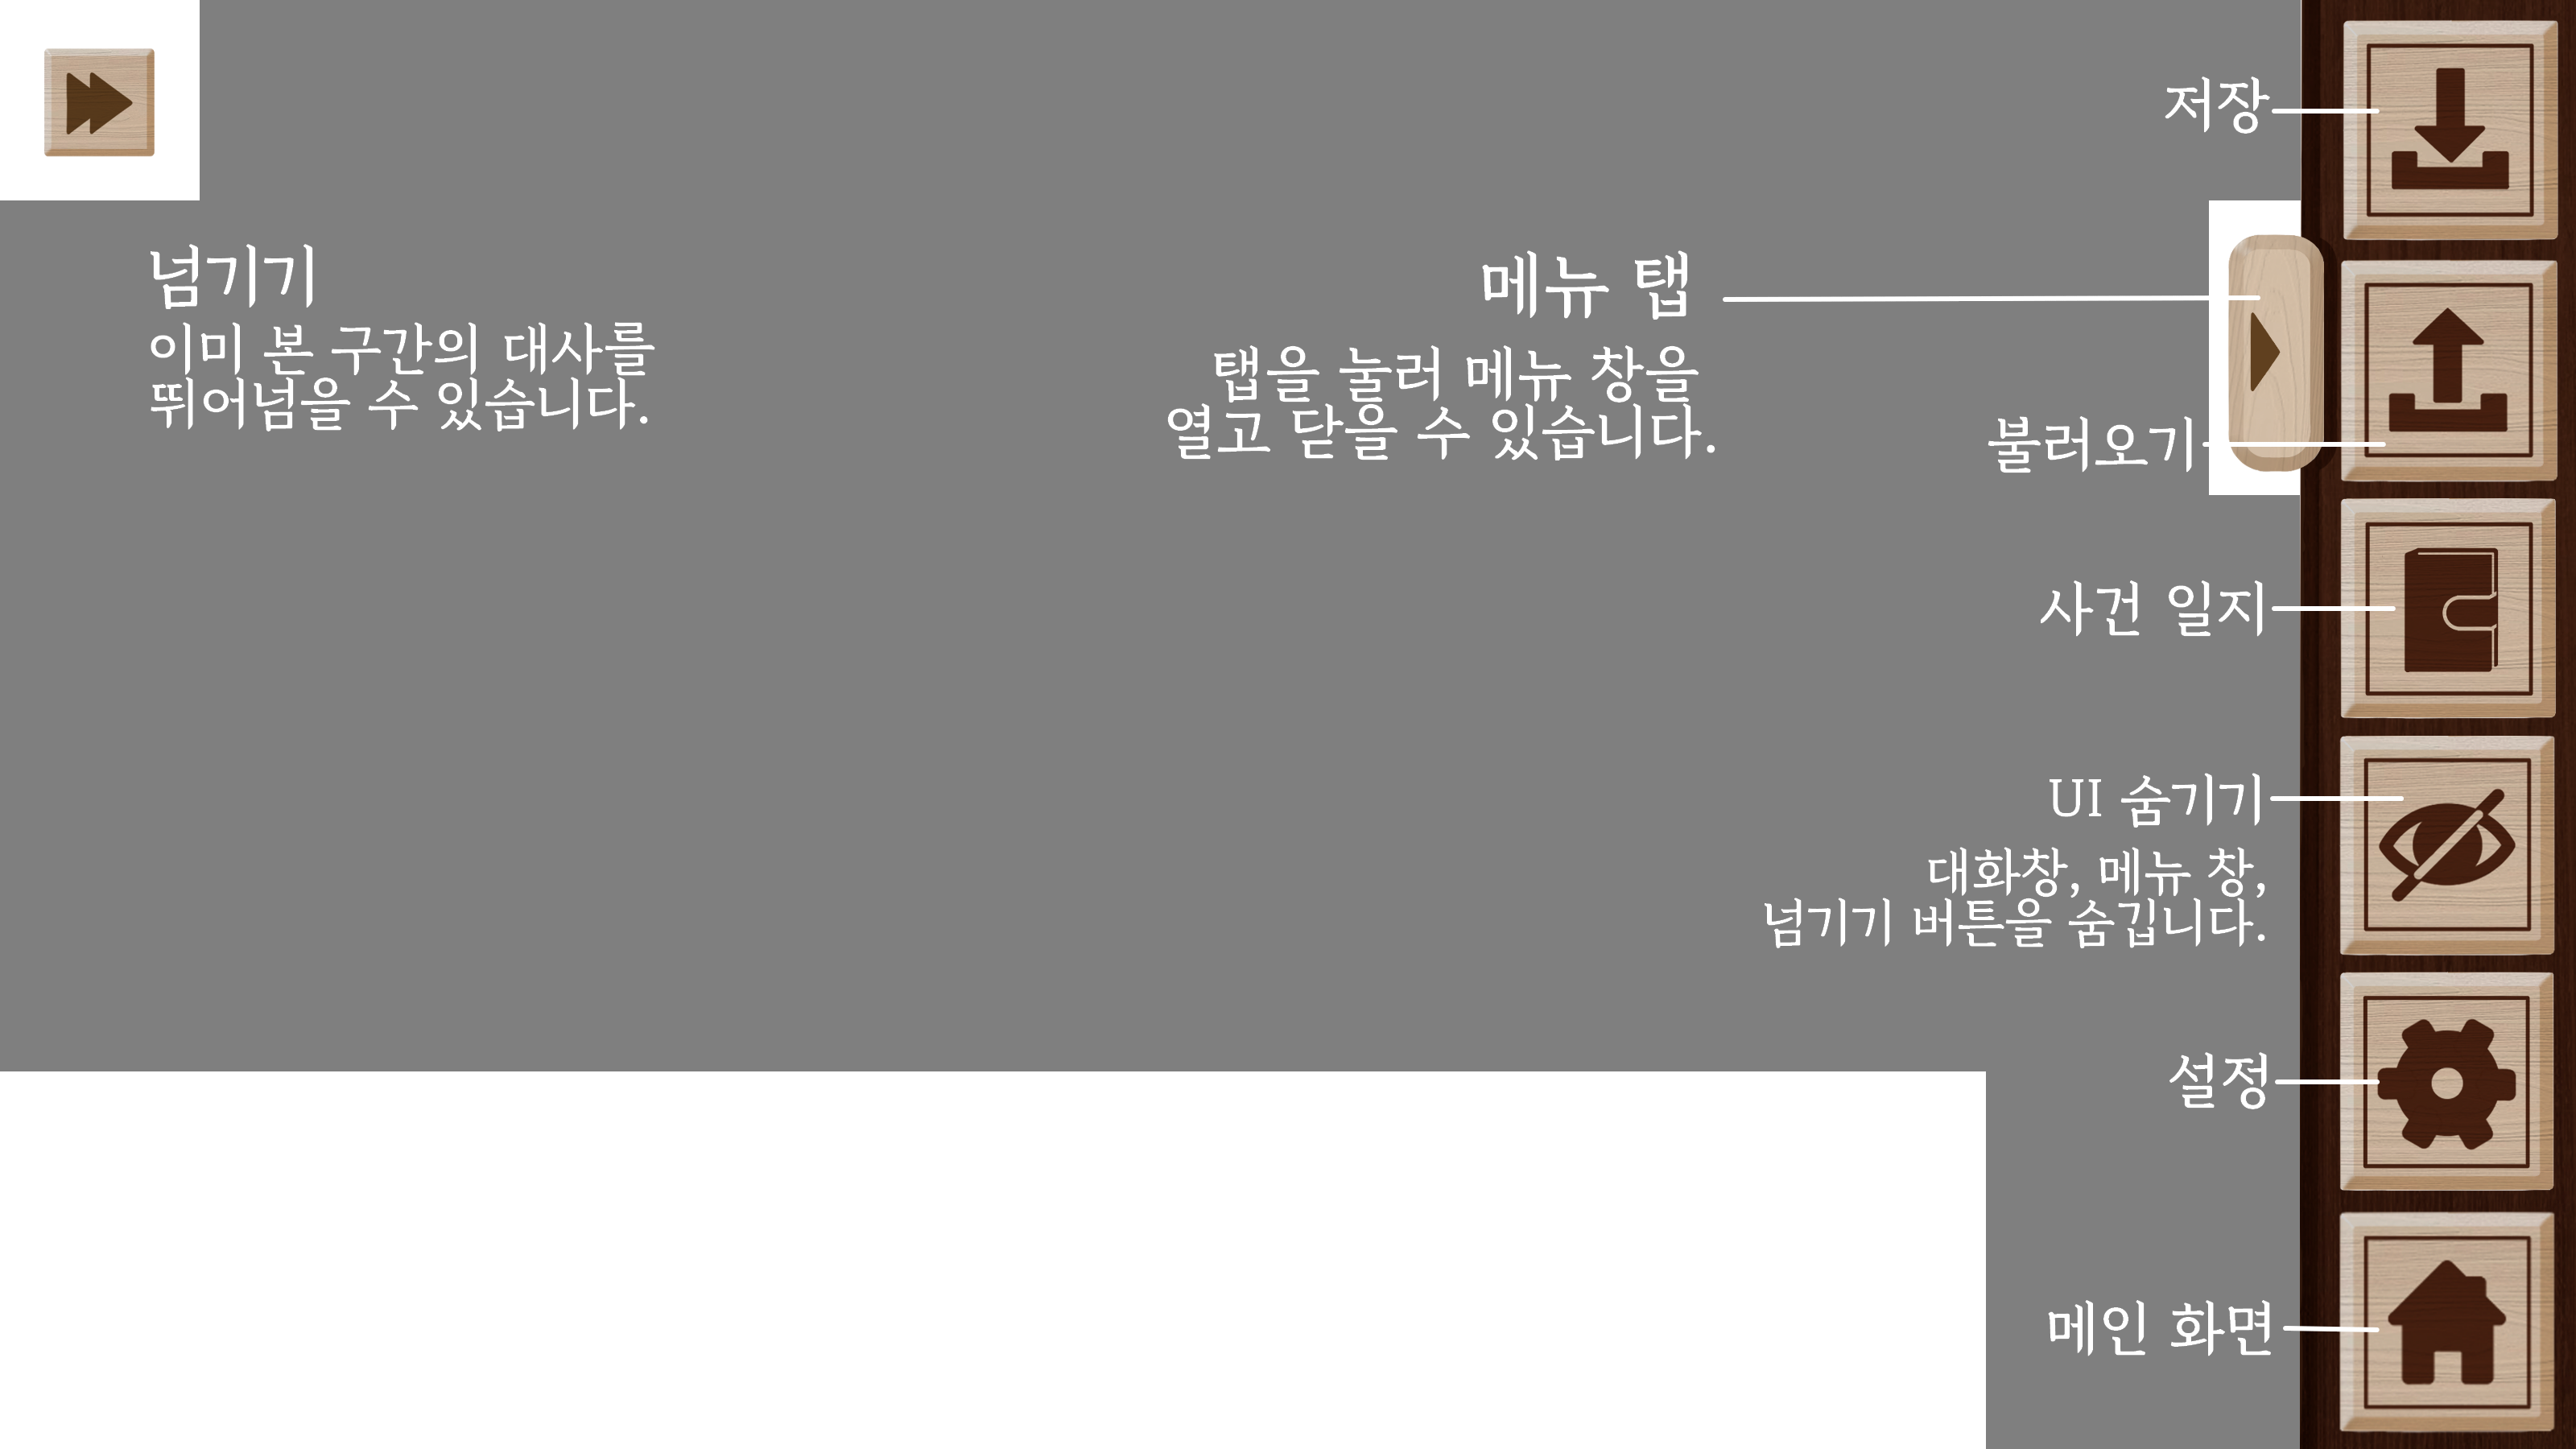 넘기기
이미 본 구간의 대사를
뛰어넘을 수 있습니다.
메뉴 탭
탭을 눌러 메뉴 창을
열고 닫을 수 있습니다.
저장
불러오기
사건 일지
UI 숨기기
대화창, 메뉴 창,
넘기기 버튼을 숨깁니다.
설정
메인 화면